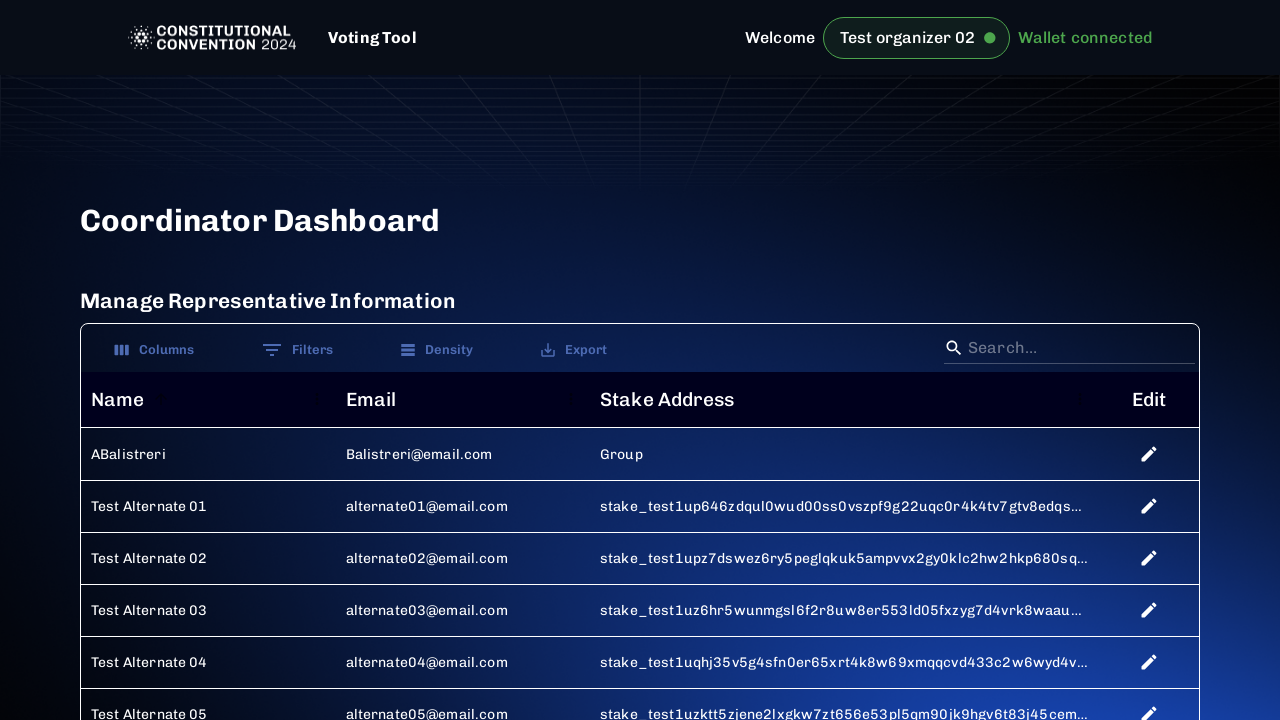 CONSTITUTIONAL
CONVENTION 2024
Voting Tool
Welcome Test organizer 02 Wallet connected
Coordinator Dashboard
Manage Representative Information
Columns Filters Density Export Search…
Name Email Stake Address Edit
ABalistreri Balistreri@email.com Group
Test Alternate 01 alternate01@email.com stake_test1up646zdqul0wud00ss0vszpf9g22uqc0r4k4tv7gtv8edqs…
Test Alternate 02 alternate02@email.com stake_test1upz7dswez6ry5peglqkuk5ampvvx2gy0klc2hw2hkp680sq…
Test Alternate 03 alternate03@email.com stake_test1uz6hr5wunmgsl6f2r8uw8er553ld05fxzyg7d4vrk8waau…
Test Alternate 04 alternate04@email.com stake_test1uqhj35v5g4sfn0er65xrt4k8w69xmqqcvd433c2w6wyd4v…
Test Alternate 05 alternate05@email.com stake_test1uzktt5zjene2lxgkw7zt656e53pl5qm90jk9hgv6t83j45cem…